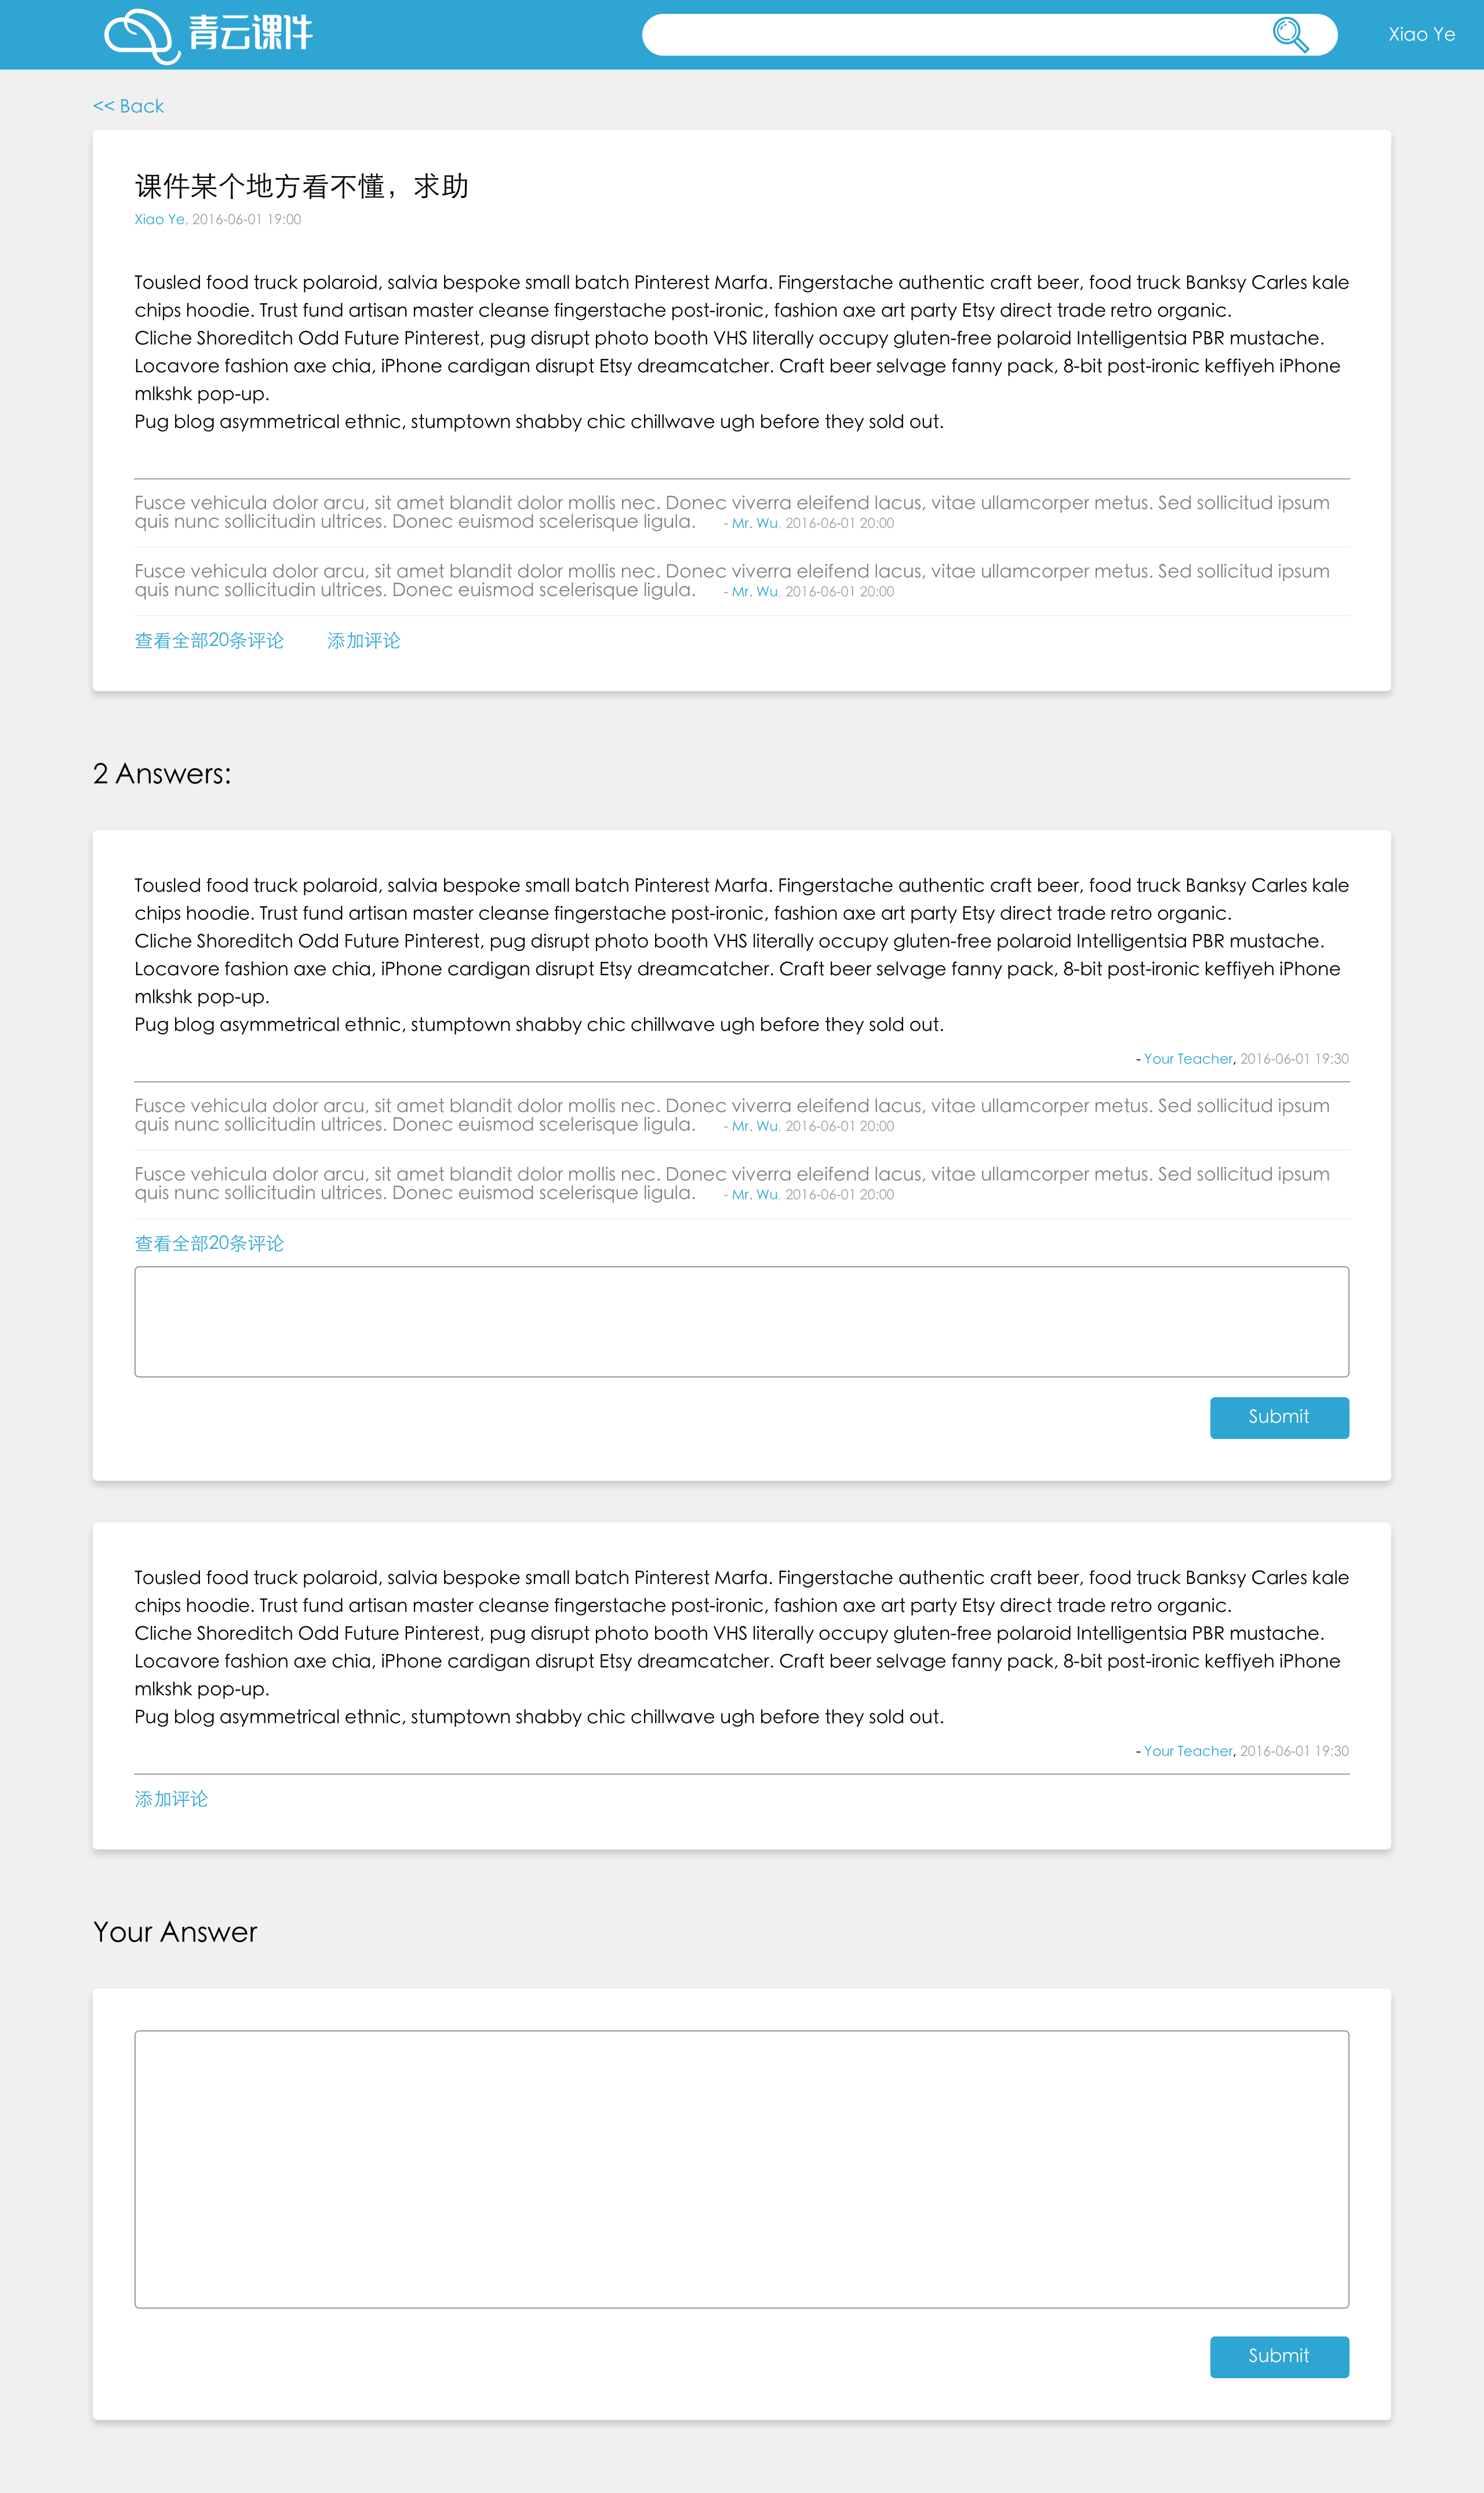 青云课件
Xiao Ye
<< Back
课件某个地方看不懂，求助
Xiao Ye, 2016-06-01 19:00
Tousled food truck polaroid, salvia bespoke small batch Pinterest Marfa. Fingerstache authentic craft beer, food truck Banksy Carles kale
chips hoodie. Trust fund artisan master cleanse fingerstache post-ironic, fashion axe art party Etsy direct trade retro organic.
Cliche Shoreditch Odd Future Pinterest, pug disrupt photo booth VHS literally occupy gluten-free polaroid Intelligentsia PBR mustache.
Locavore fashion axe chia, iPhone cardigan disrupt Etsy dreamcatcher. Craft beer selvage fanny pack, 8-bit post-ironic keffiyeh iPhone
mlkshk pop-up.
Pug blog asymmetrical ethnic, stumptown shabby chic chillwave ugh before they sold out.
Fusce vehicula dolor arcu, sit amet blandit dolor mollis nec. Donec viverra eleifend lacus, vitae ullamcorper metus. Sed sollicitud ipsum
quis nunc sollicitudin ultrices. Donec euismod scelerisque ligula. - Mr. Wu, 2016-06-01 20:00
Fusce vehicula dolor arcu, sit amet blandit dolor mollis nec. Donec viverra eleifend lacus, vitae ullamcorper metus. Sed sollicitud ipsum
quis nunc sollicitudin ultrices. Donec euismod scelerisque ligula. - Mr. Wu, 2016-06-01 20:00
查看全部20条评论 添加评论
2 Answers:
Tousled food truck polaroid, salvia bespoke small batch Pinterest Marfa. Fingerstache authentic craft beer, food truck Banksy Carles kale
chips hoodie. Trust fund artisan master cleanse fingerstache post-ironic, fashion axe art party Etsy direct trade retro organic.
Cliche Shoreditch Odd Future Pinterest, pug disrupt photo booth VHS literally occupy gluten-free polaroid Intelligentsia PBR mustache.
Locavore fashion axe chia, iPhone cardigan disrupt Etsy dreamcatcher. Craft beer selvage fanny pack, 8-bit post-ironic keffiyeh iPhone
mlkshk pop-up.
Pug blog asymmetrical ethnic, stumptown shabby chic chillwave ugh before they sold out.
- Your Teacher, 2016-06-01 19:30
Fusce vehicula dolor arcu, sit amet blandit dolor mollis nec. Donec viverra eleifend lacus, vitae ullamcorper metus. Sed sollicitud ipsum
quis nunc sollicitudin ultrices. Donec euismod scelerisque ligula. - Mr. Wu, 2016-06-01 20:00
Fusce vehicula dolor arcu, sit amet blandit dolor mollis nec. Donec viverra eleifend lacus, vitae ullamcorper metus. Sed sollicitud ipsum
quis nunc sollicitudin ultrices. Donec euismod scelerisque ligula. - Mr. Wu, 2016-06-01 20:00
查看全部20条评论
Submit
Tousled food truck polaroid, salvia bespoke small batch Pinterest Marfa. Fingerstache authentic craft beer, food truck Banksy Carles kale
chips hoodie. Trust fund artisan master cleanse fingerstache post-ironic, fashion axe art party Etsy direct trade retro organic.
Cliche Shoreditch Odd Future Pinterest, pug disrupt photo booth VHS literally occupy gluten-free polaroid Intelligentsia PBR mustache.
Locavore fashion axe chia, iPhone cardigan disrupt Etsy dreamcatcher. Craft beer selvage fanny pack, 8-bit post-ironic keffiyeh iPhone
mlkshk pop-up.
Pug blog asymmetrical ethnic, stumptown shabby chic chillwave ugh before they sold out.
- Your Teacher, 2016-06-01 19:30
添加评论
Your Answer
Submit